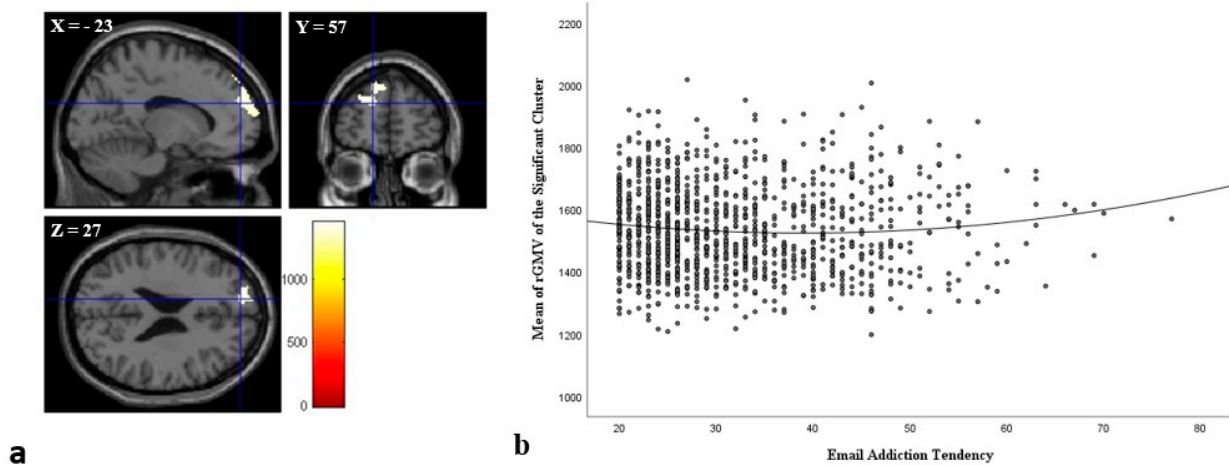 X = - 23
Y = 57
Z = 27
1000
500
0
a
Mean of rGMV of the Significant Cluster
2200
2000
1800
1600
1400
1200
1000
20 30 40 50 60 70 80
Email Addiction Tendency
b